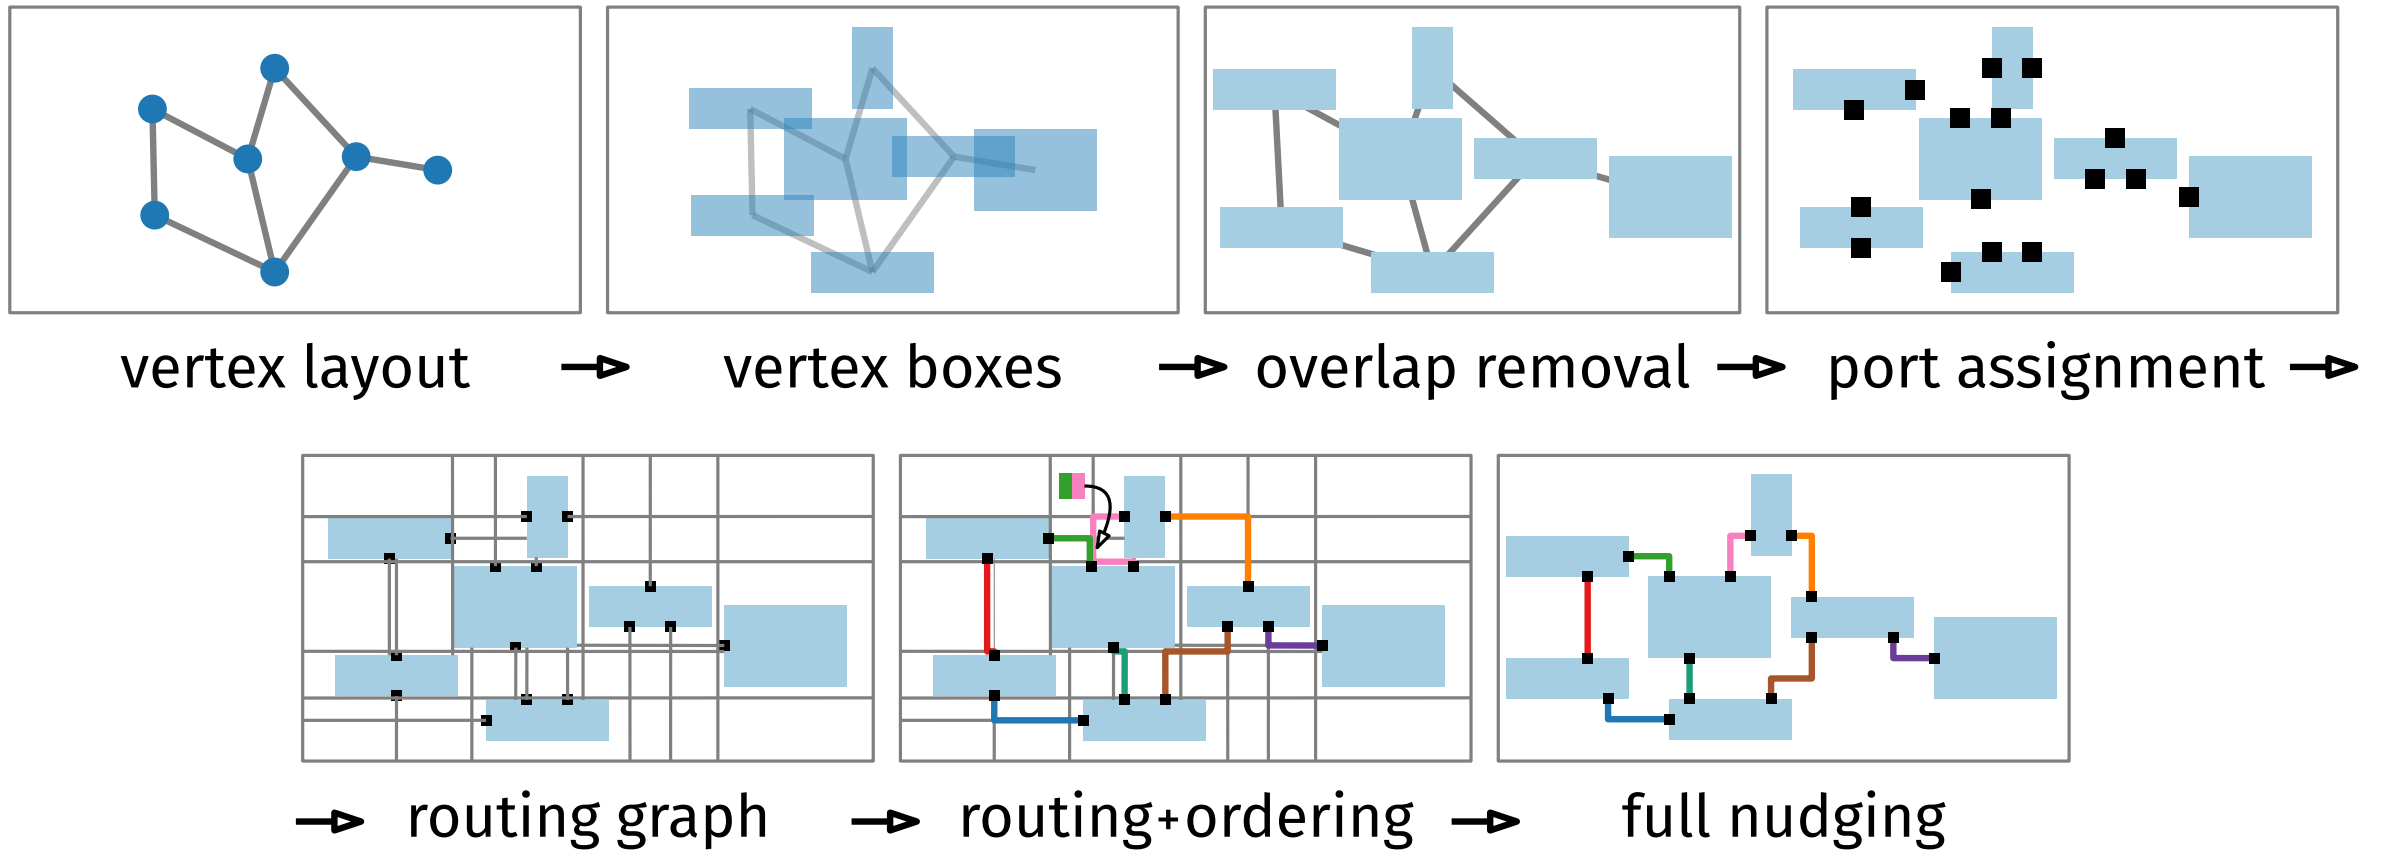 vertex layout → vertex boxes → overlap removal → port assignment →
→ routing graph → routing+ordering → full nudging